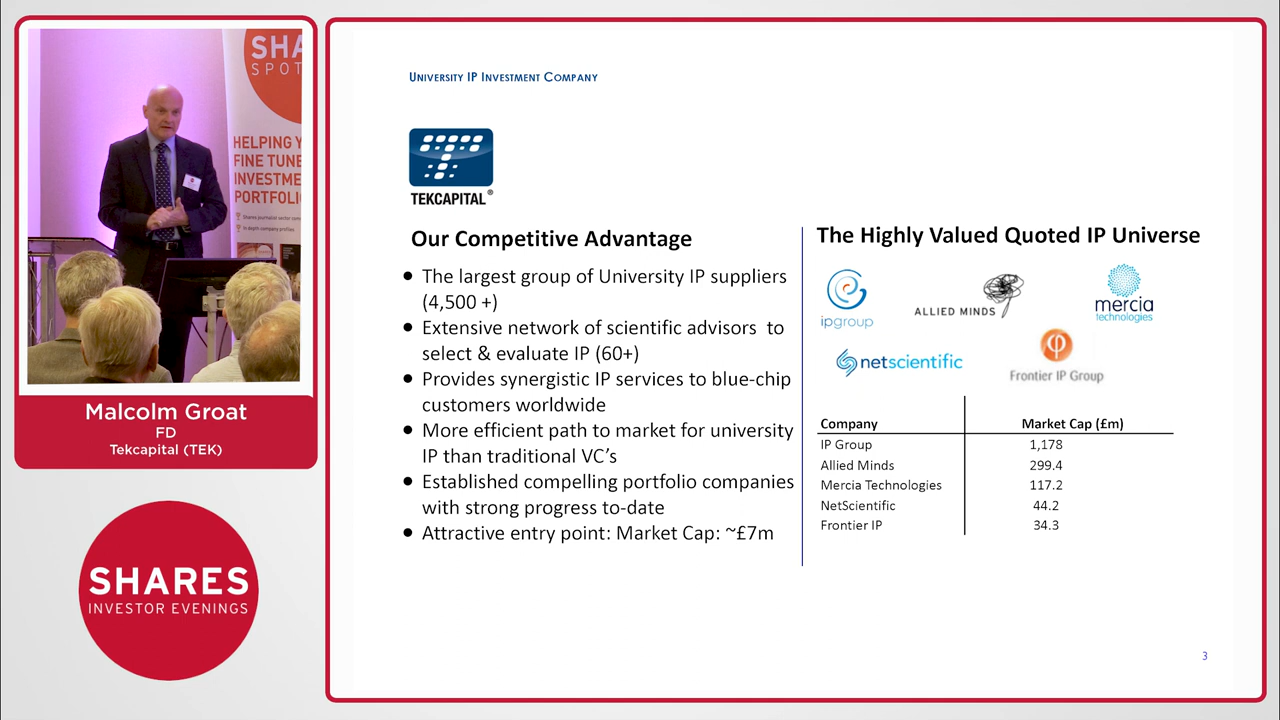 SHA
SPOT
HELPING Y
FINE TUNE
INVESTME
PORTFOLI
Malcolm Groat
FD
Tekcapital (TEK)
SHARES
INVESTOR EVENINGS
UNIVERSITY IP INVESTMENT COMPANY
TEKCAPITAL®
Our Competitive Advantage
• The largest group of University IP suppliers
(4,500 +)
• Extensive network of scientific advisors to
select & evaluate IP (60+)
• Provides synergistic IP services to blue-chip
customers worldwide
• More efficient path to market for university
IP than traditional VC’s
• Established compelling portfolio companies
with strong progress to-date
• Attractive entry point: Market Cap: ~£7m
The Highly Valued Quoted IP Universe
ipgroup
ALLIED MINDS
mercia
technologies
netscientific
Frontier IP Group
Company Market Cap (£m)
IP Group 1,178
Allied Minds 299.4
Mercia Technologies 117.2
NetScientific 44.2
Frontier IP 34.3
3